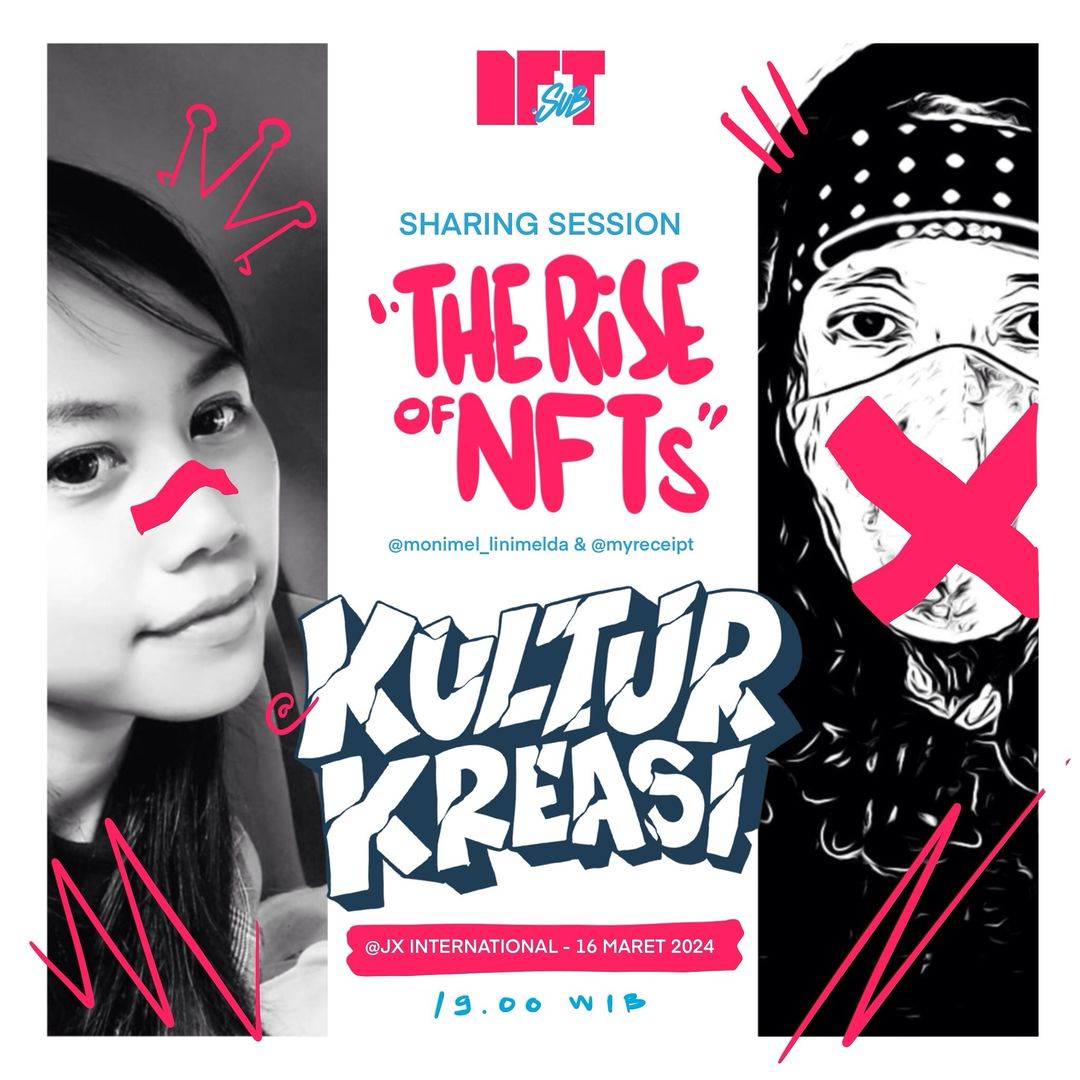 NFT
.SUB
SHARING SESSION
"THE RiSE
OF NFTs"
@monimel_linimelda & @myreceipt
@KULTUR
KREASI
@JX INTERNATIONAL - 16 MARET 2024
19.00 WIB